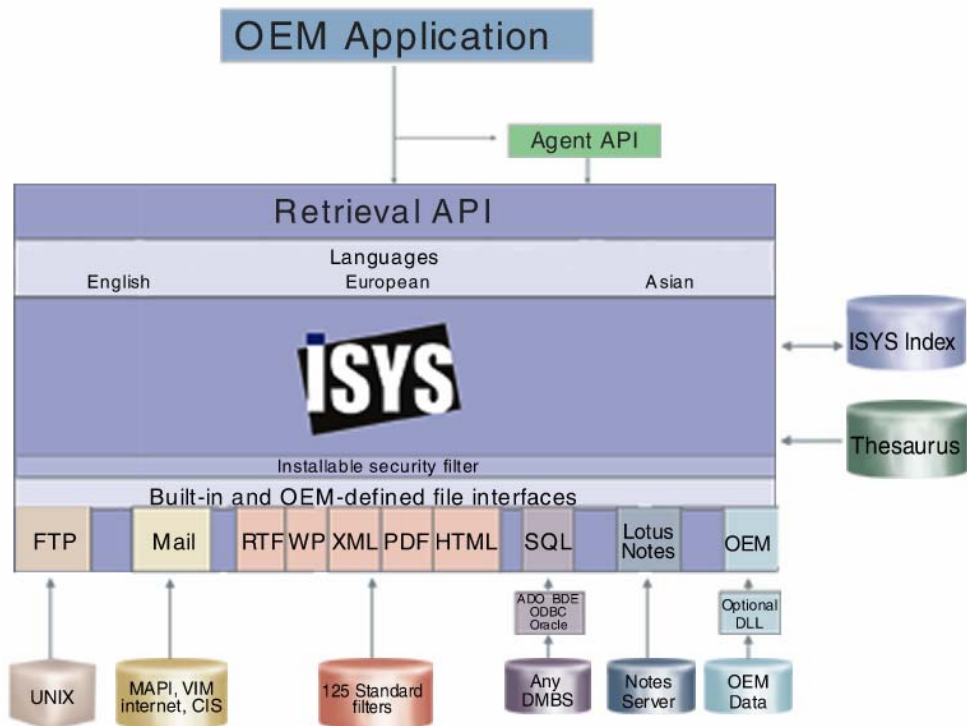 OEM Application
Agent API
Retrieval API
Languages
English European Asian
ISYS
ISYS Index
Thesaurus
Installable security filter
Built-in and OEM-defined file interfaces
FTP Mail RTF WP XML PDF HTML SQL Lotus
Notes OEM
ADO BDE
ODBC
Oracle
Optional
DLL
UNIX
MAPI, VIM
internet, CIS
125 Standard
filters
Any
DMBS
Notes
Server
OEM
Data